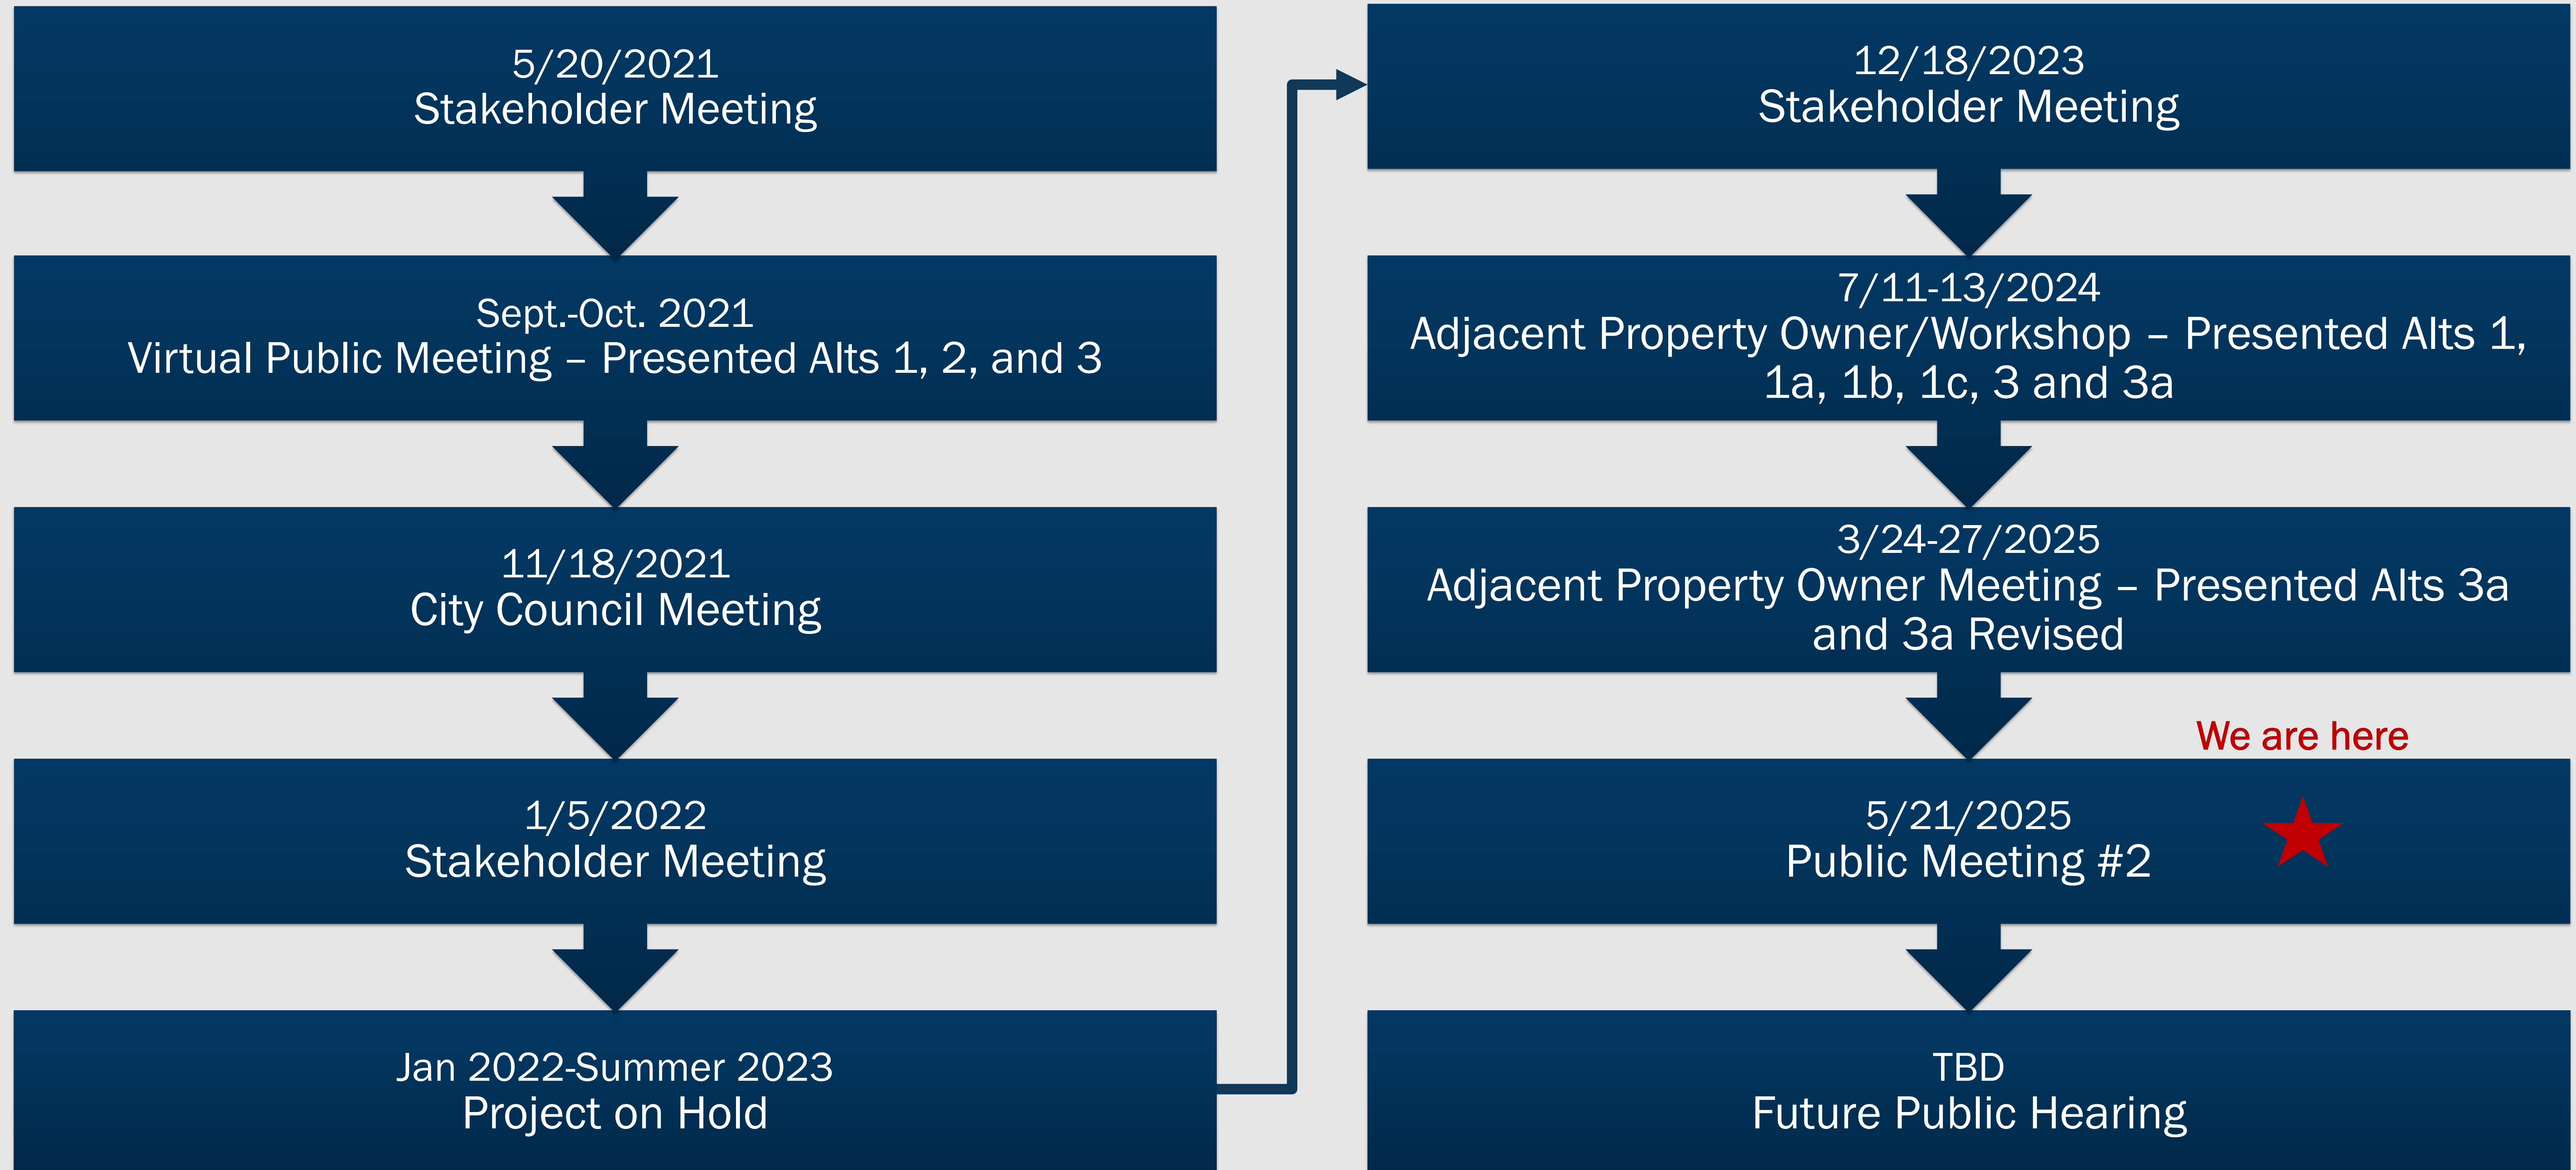 5/20/2021
Stakeholder Meeting
Sept.-Oct. 2021
Virtual Public Meeting – Presented Alts 1, 2, and 3
11/18/2021
City Council Meeting
1/5/2022
Stakeholder Meeting
Jan 2022-Summer 2023
Project on Hold
12/18/2023
Stakeholder Meeting
7/11-13/2024
Adjacent Property Owner/Workshop – Presented Alts 1,
1a, 1b, 1c, 3 and 3a
3/24-27/2025
Adjacent Property Owner Meeting – Presented Alts 3a
and 3a Revised
We are here
5/21/2025
Public Meeting #2
TBD
Future Public Hearing